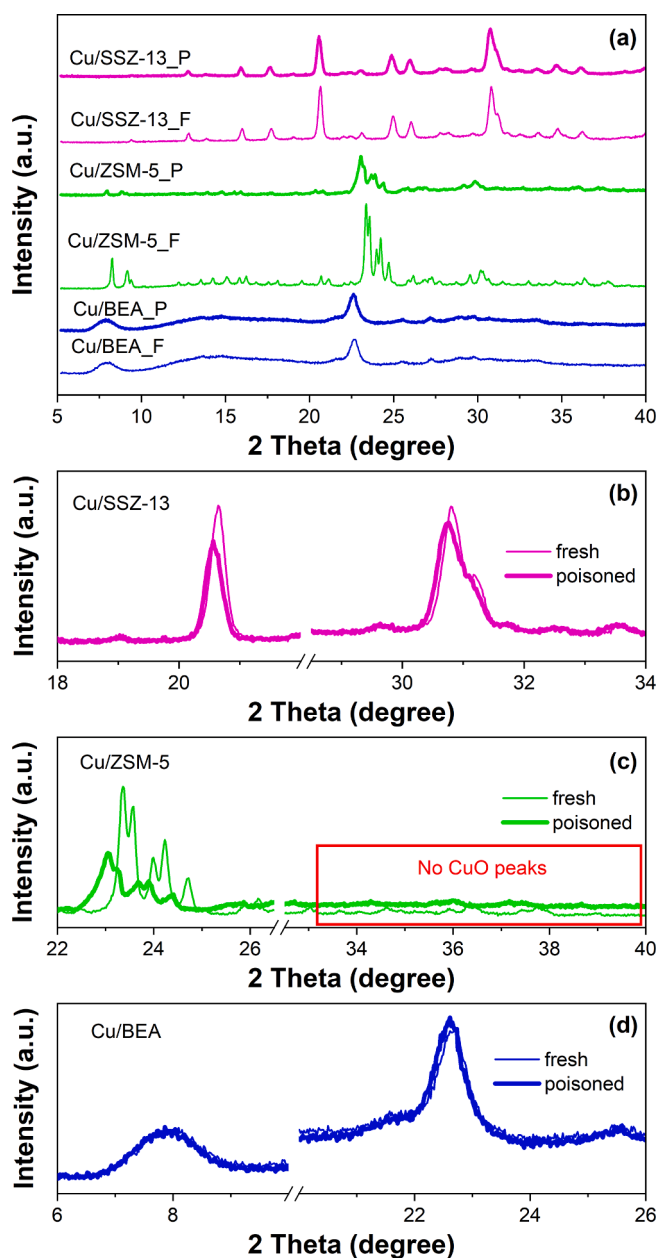 (a)
Cu/SSZ-13_P
Cu/SSZ-13_F
Cu/ZSM-5_P
Cu/ZSM-5_F
Cu/BEA_P
Cu/BEA_F
Intensity (a.u.)
5 10 15 20 25 30 35 40
2 Theta (degree)
Cu/SSZ-13 (b)
fresh
poisoned
Intensity (a.u.)
18 20 30 32 34
2 Theta (degree)
Cu/ZSM-5 (c)
fresh
poisoned
No CuO peaks
Intensity (a.u.)
22 24 26 34 36 38 40
2 Theta (degree)
Cu/BEA (d)
fresh
poisoned
Intensity (a.u.)
6 8 22 24 26
2 Theta (degree)